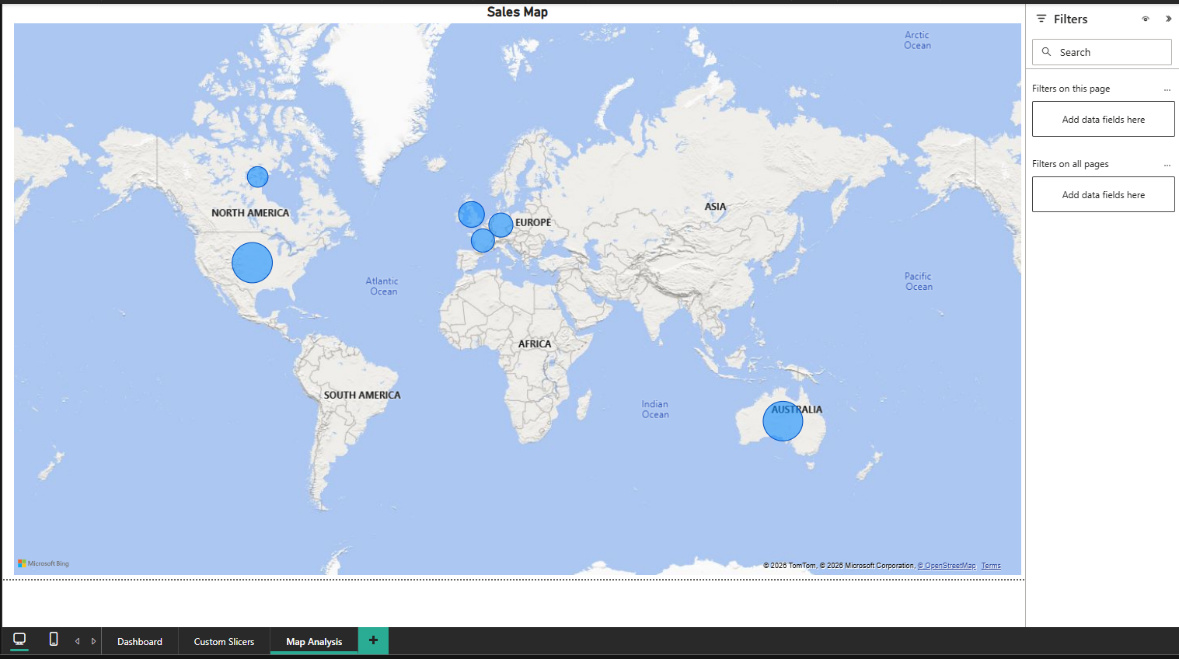 Sales Map
Arctic
Ocean
NORTH AMERICA
EUROPE
ASIA
Atlantic
Ocean
Pacific
Ocean
AFRICA
SOUTH AMERICA
Indian
Ocean
AUSTRALIA
Microsoft Bing
© 2026 TomTom, © 2026 Microsoft Corporation, © OpenStreetMap Terms
Filters
Search
Filters on this page
...
Add data fields here
Filters on all pages
...
Add data fields here
Dashboard
Custom Slicers
Map Analysis
+